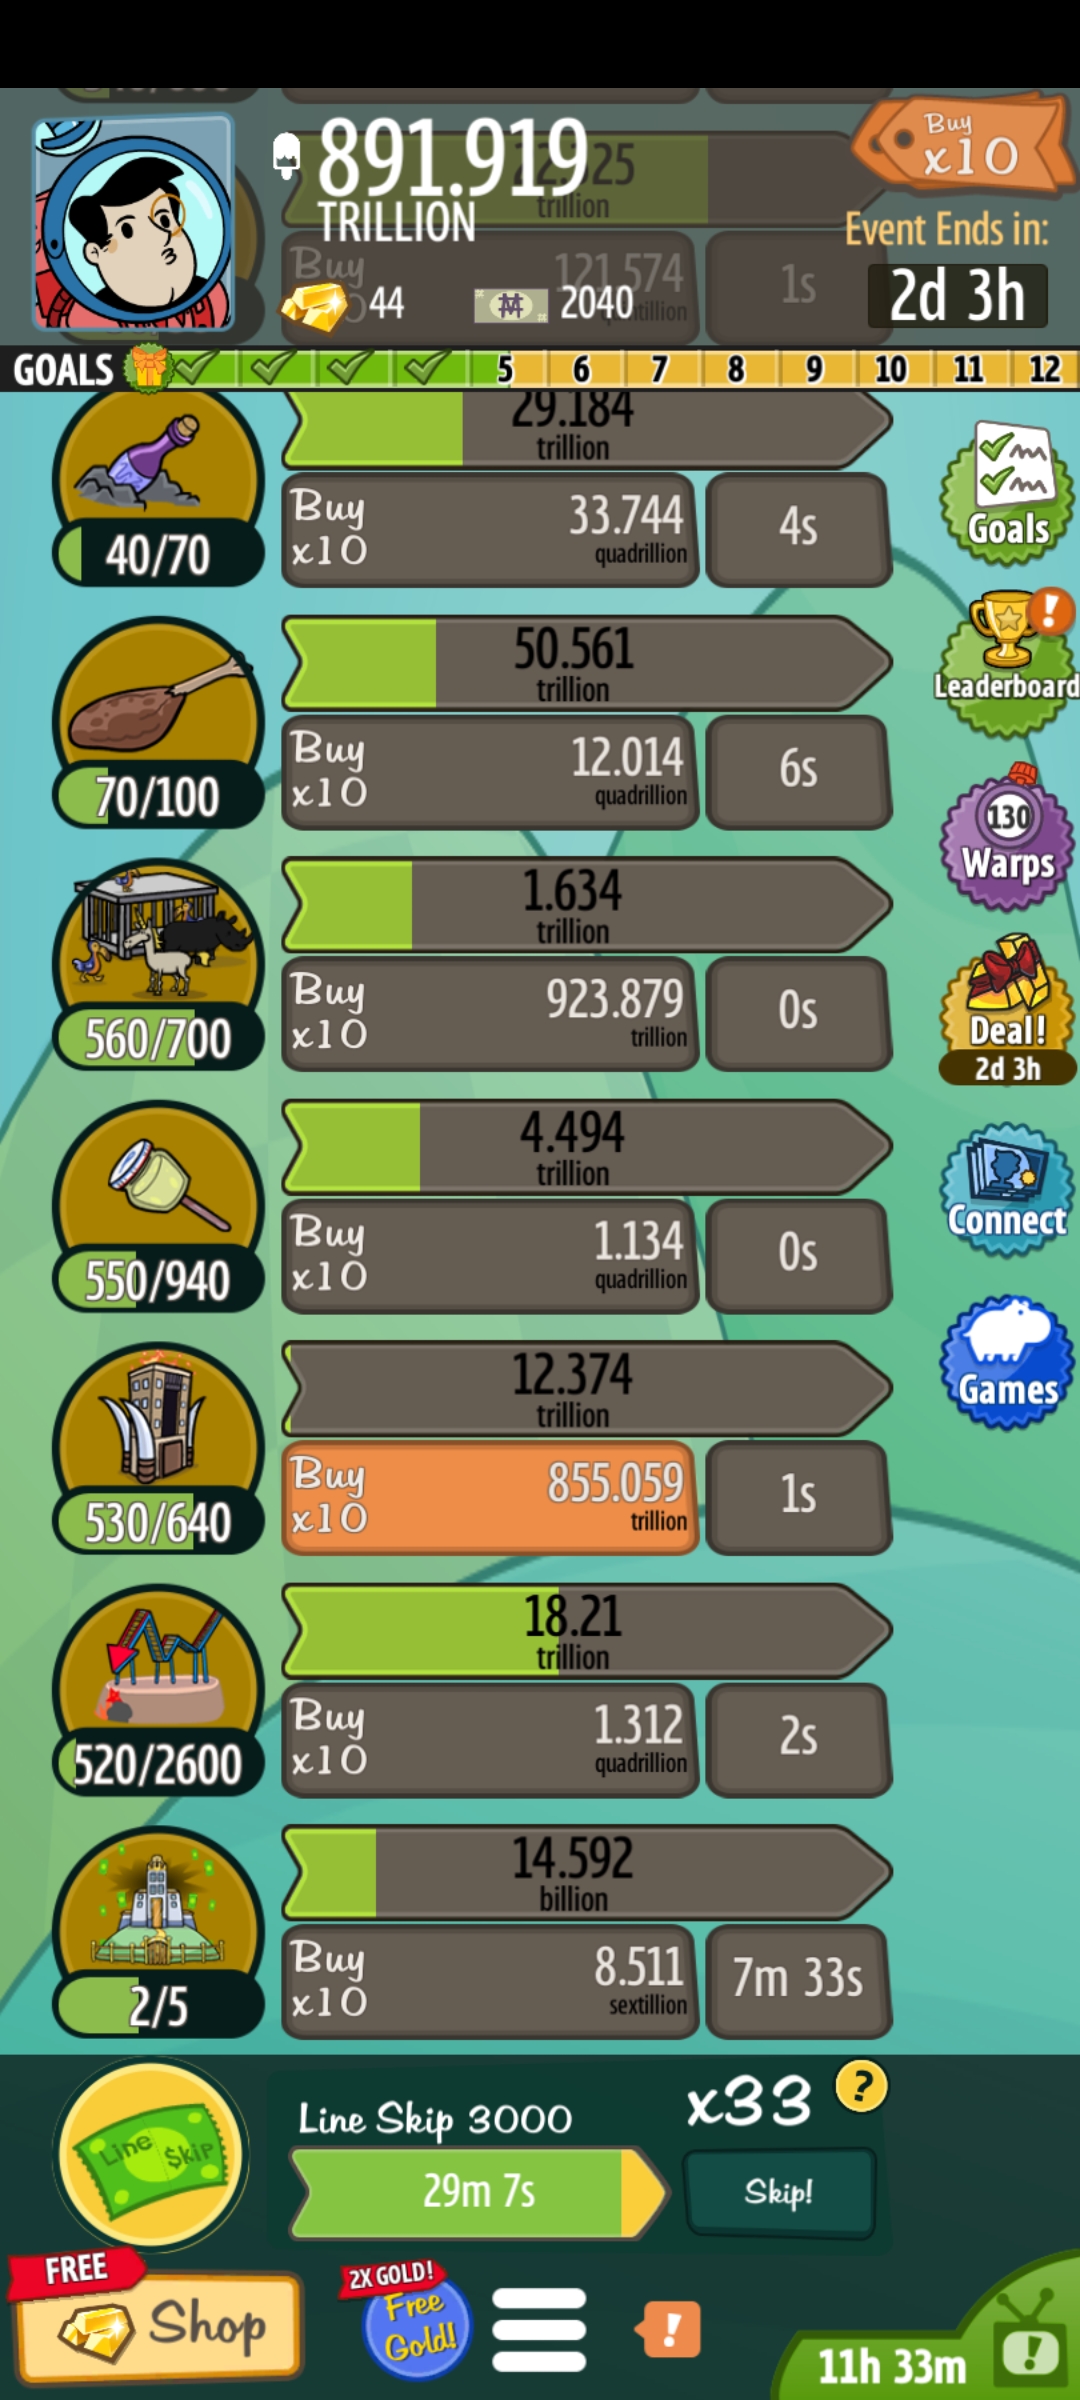 891.919
TRILLION
22.325
trillion
Buy
x10
Event Ends in:
2d 3h
44
2040
Buy
121.574
1s
GOALS
5
6
7
8
9
10
11
12
29.184
trillion
40/70
Buy
x10
33.744
quadrillion
4s
Goals
50.561
trillion
70/100
Buy
x10
12.014
quadrillion
6s
!
Leaderboard
130
Warps
1.634
trillion
560/700
Buy
x10
923.879
trillion
0s
Deal!
2d 3h
4.494
trillion
550/940
Buy
x10
1.134
quadrillion
0s
Connect
12.374
trillion
530/640
Buy
x10
855.059
trillion
1s
Games
18.21
trillion
520/2600
Buy
x10
1.312
quadrillion
2s
14.592
billion
2/5
Buy
x10
8.511
sextillion
7m 33s
Line $kip
Line Skip 3000
x33
?
29m 7s
Skip!
FREE
Shop
2X GOLD!
Free
Gold!
!
11h 33m
!